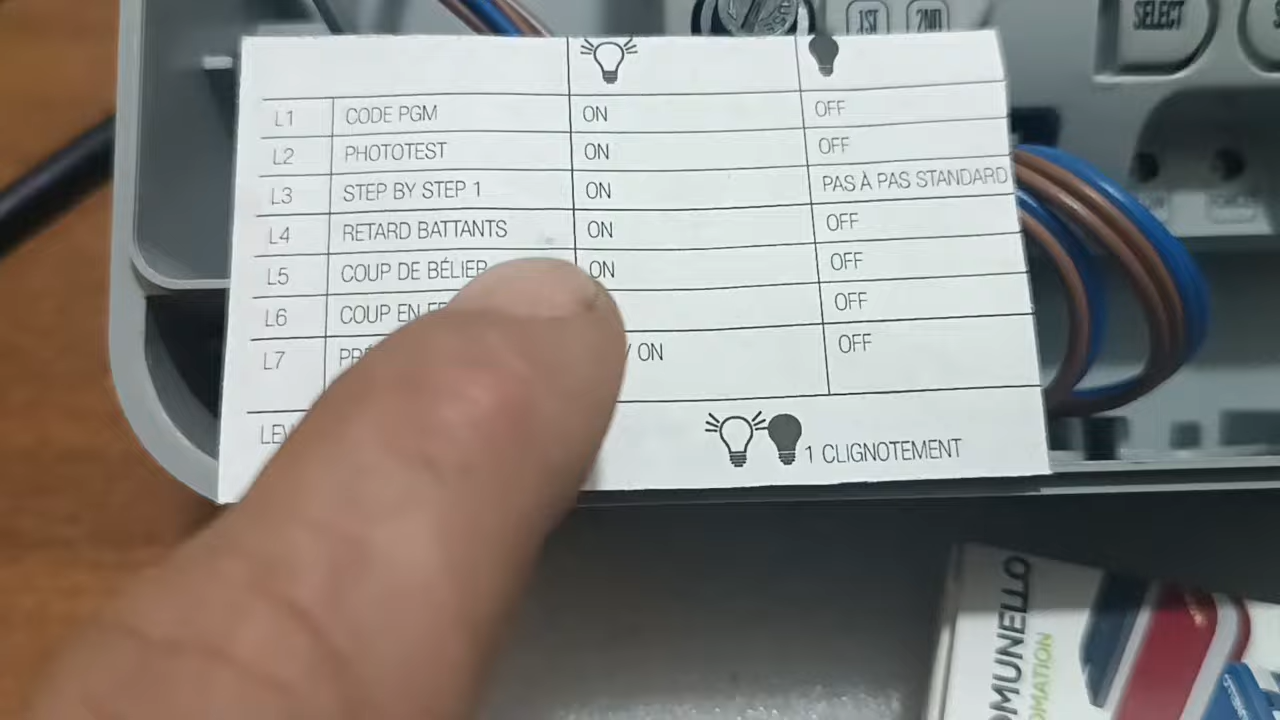 1ST 2ND SELECT
L1 CODE PGM ON OFF
L2 PHOTOTEST ON OFF
L3 STEP BY STEP 1 ON PAS À PAS STANDARD
L4 RETARD BATTANTS ON OFF
L5 COUP DE BÉLIER ON OFF
L6 COUP EN OFF
L7 / ON OFF
1 CLIGNOTEMENT
OMUNELLO
OMATION